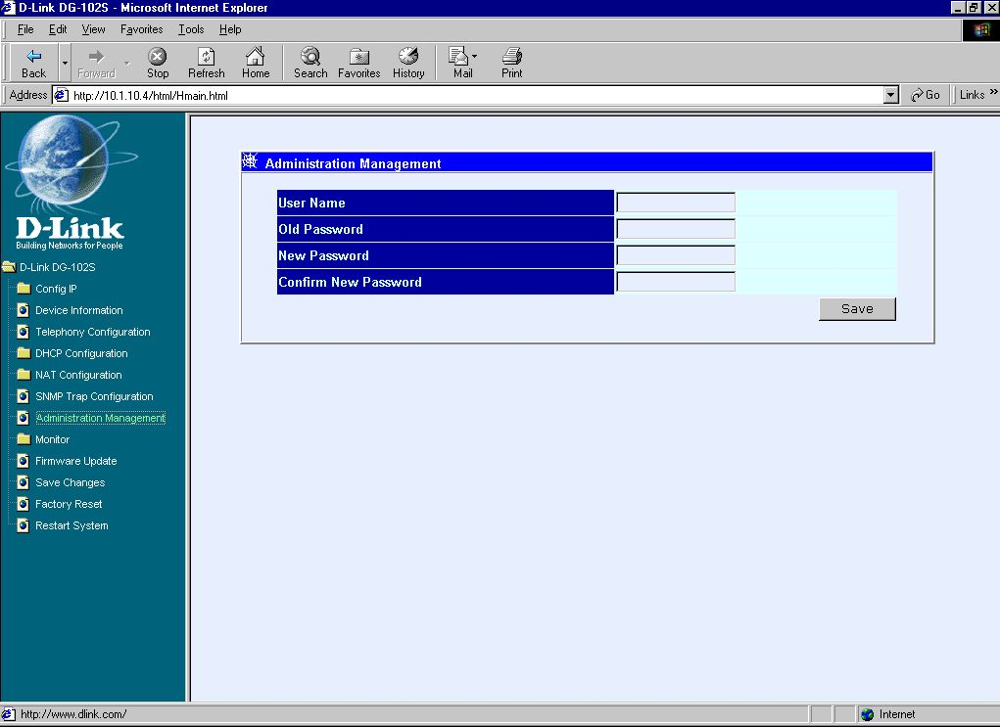 D-Link DG-102S - Microsoft Internet Explorer
File Edit View Favorites Tools Help
Back Forward Stop Refresh Home Search Favorites History Mail Print
Address http://10.1.10.4/html/Hmain.html Go Links »
D-Link
Building Networks for People
D-Link DG-102S
Config IP
Device Information
Telephony Configuration
DHCP Configuration
NAT Configuration
SNMP Trap Configuration
Administration Management
Monitor
Firmware Update
Save Changes
Factory Reset
Restart System
Administration Management
User Name
Old Password
New Password
Confirm New Password
Save
http://www.dlink.com/ Internet